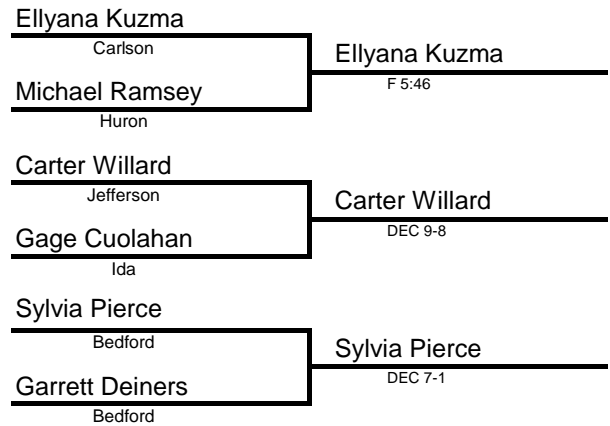 Ellyana Kuzma
Carlson
Ellyana Kuzma
F 5:46
Michael Ramsey
Huron
Carter Willard
Jefferson
Carter Willard
DEC 9-8
Gage Cuolahan
Ida
Sylvia Pierce
Bedford
Sylvia Pierce
DEC 7-1
Garrett Deiners
Bedford